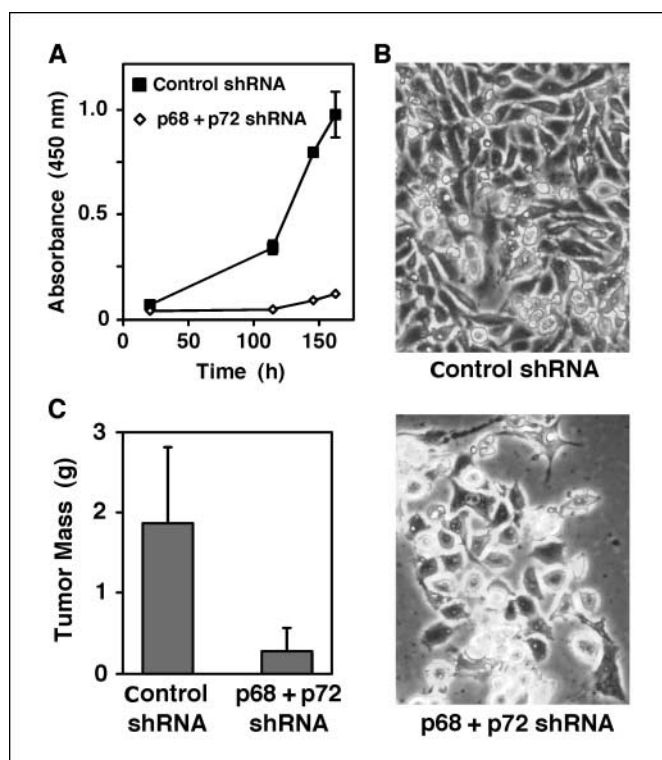 A
Control shRNA
p68 + p72 shRNA
Absorbance (450 nm)
1.0
0.5
0
0 50 100 150
Time (h)
B
Control shRNA
p68 + p72 shRNA
C
Tumor Mass (g)
3
2
1
0
Control
shRNA
p68 + p72
shRNA